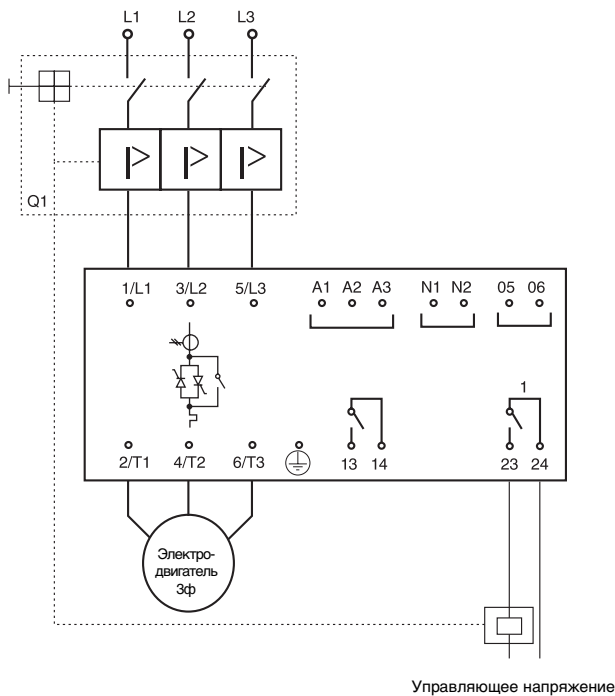 L1 L2 L3
Q1
1/L1 3/L2 5/L3 A1 A2 A3 N1 N2 05 06
1
2/T1 4/T2 6/T3 13 14 23 24
Электро-
двигатель
3ф
Управляющее напряжение